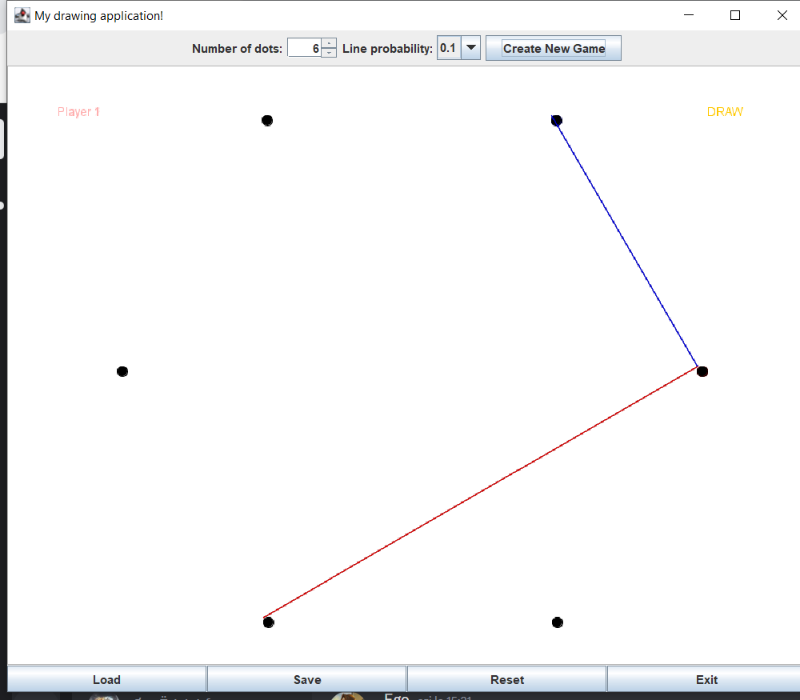 My drawing application!
Number of dots: 6 Line probability: 0.1 Create New Game
Player 1 DRAW
Load Save Reset Exit